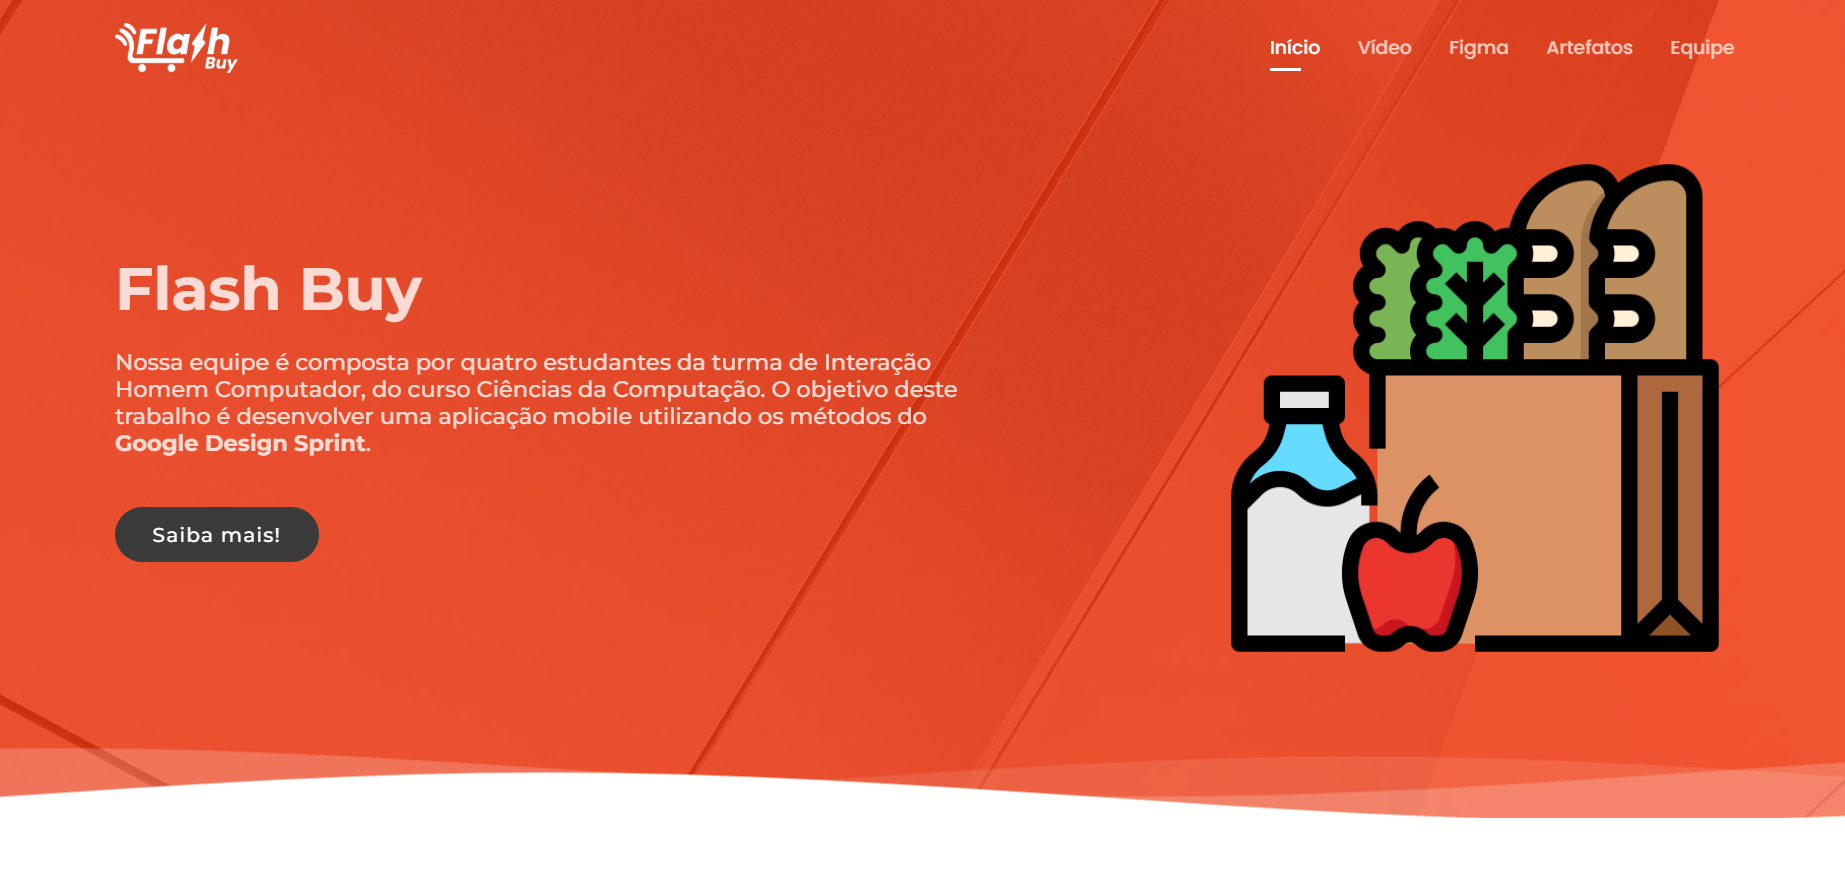 Flash
Buy
Início Vídeo Figma Artefatos Equipe
Flash Buy
Nossa equipe é composta por quatro estudantes da turma de Interação
Homem Computador, do curso Ciências da Computação. O objetivo deste
trabalho é desenvolver uma aplicação mobile utilizando os métodos do
Google Design Sprint.
Saiba mais!